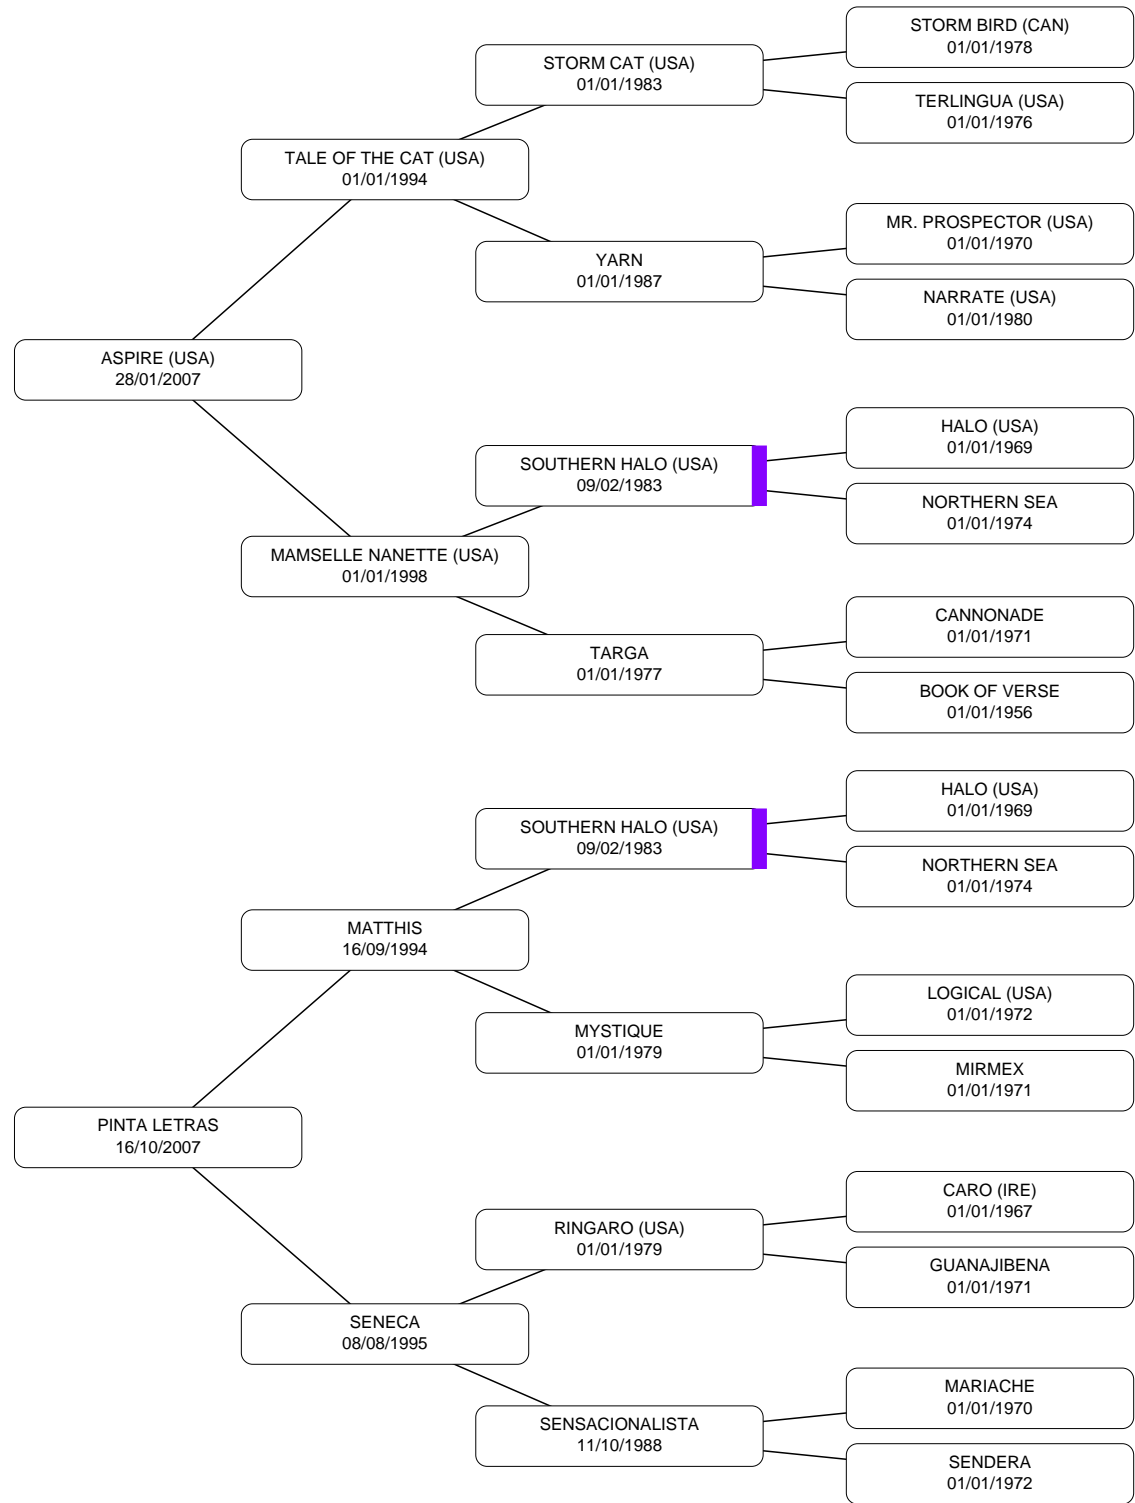 STORM BIRD (CAN)
01/01/1978
STORM CAT (USA)
01/01/1983
TERLINGUA (USA)
01/01/1976
TALE OF THE CAT (USA)
01/01/1994
MR. PROSPECTOR (USA)
01/01/1970
YARN
01/01/1987
NARRATE (USA)
01/01/1980
ASPIRE (USA)
28/01/2007
HALO (USA)
01/01/1969
SOUTHERN HALO (USA)
09/02/1983
NORTHERN SEA
01/01/1974
MAMSELLE NANETTE (USA)
01/01/1998
CANNONADE
01/01/1971
TARGA
01/01/1977
BOOK OF VERSE
01/01/1956
HALO (USA)
01/01/1969
SOUTHERN HALO (USA)
09/02/1983
NORTHERN SEA
01/01/1974
MATTHIS
16/09/1994
LOGICAL (USA)
01/01/1972
MYSTIQUE
01/01/1979
MIRMEX
01/01/1971
PINTA LETRAS
16/10/2007
CARO (IRE)
01/01/1967
RINGARO (USA)
01/01/1979
GUANAJIBENA
01/01/1971
SENECA
08/08/1995
MARIACHE
01/01/1970
SENSACIONALISTA
11/10/1988
SENDERA
01/01/1972